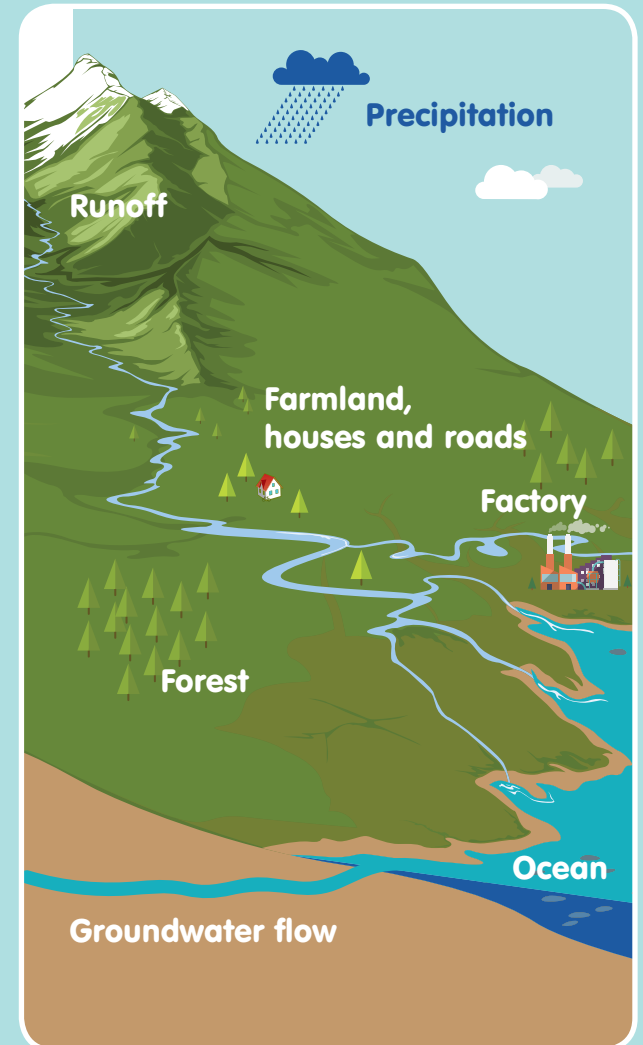 Precipitation
Runoff
Farmland,
houses and roads
Factory
Forest
Ocean
Groundwater flow